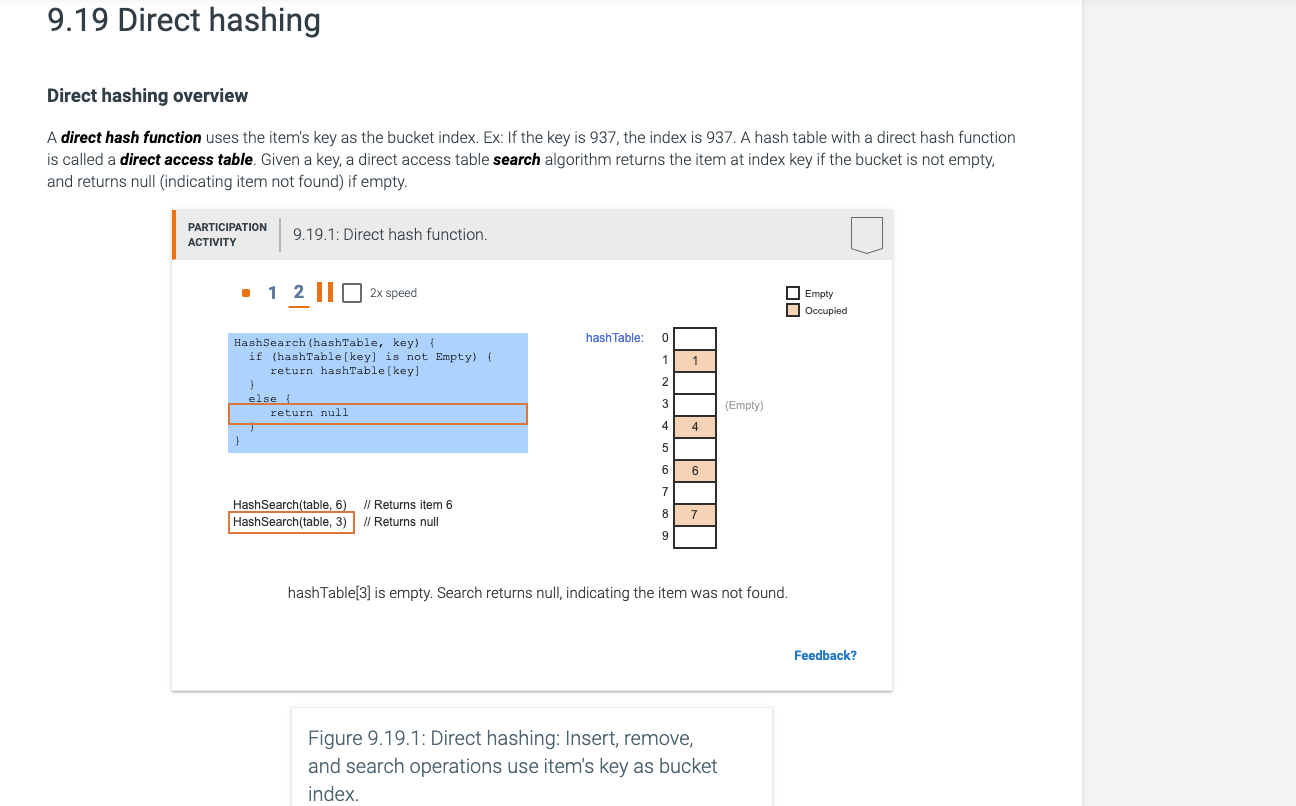 9.19 Direct hashing
Direct hashing overview
A direct hash function uses the item's key as the bucket index. Ex: If the key is 937, the index is 937. A hash table with a direct hash function
is called a direct access table. Given a key, a direct access table search algorithm returns the item at index key if the bucket is not empty,
and returns null (indicating item not found) if empty.
PARTICIPATION
ACTIVITY
9.19.1: Direct hash function.
1 2 2x speed
Empty
Occupied
HashSearch(hashTable, key) {
if (hashTable[key] is not Empty) {
return hashTable[key]
}
else {
return null
}
}
HashSearch(table, 6) // Returns item 6
HashSearch(table, 3) // Returns null
hashTable: 0
1 1
2
3 (Empty)
4 4
5
6 6
7
8 7
9
hashTable[3] is empty. Search returns null, indicating the item was not found.
Feedback?
Figure 9.19.1: Direct hashing: Insert, remove,
and search operations use item's key as bucket
index.